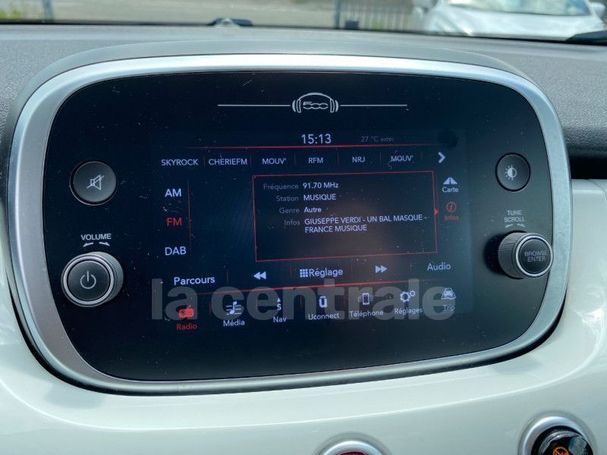 500
15:13 27 °C extér.
SKYROCK CHERIEFM MOUV' RFM NRJ MOUV'
AM
FM
DAB
Fréquence 91.70 MHz
Station MUSIQUE
Genre Autre
Infos GIUSEPPE VERDI - UN BAL MASQUE -
FRANCE MUSIQUE
Carte
Infos
VOLUME
TUNE
SCROLL
BROWSE
ENTER
Parcours Réglage Audio
la centrale
Radio Média Nav Uconnect Téléphone Réglages